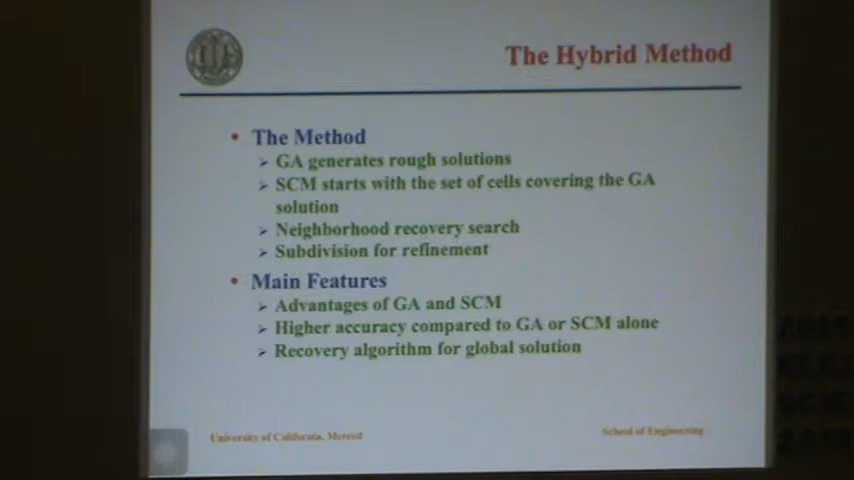 The Hybrid Method
• The Method
➢ GA generates rough solutions
➢ SCM starts with the set of cells covering the GA
solution
➢ Neighborhood recovery search
➢ Subdivision for refinement
• Main Features
➢ Advantages of GA and SCM
➢ Higher accuracy compared to GA or SCM alone
➢ Recovery algorithm for global solution
University of California, Merced
School of Engineering